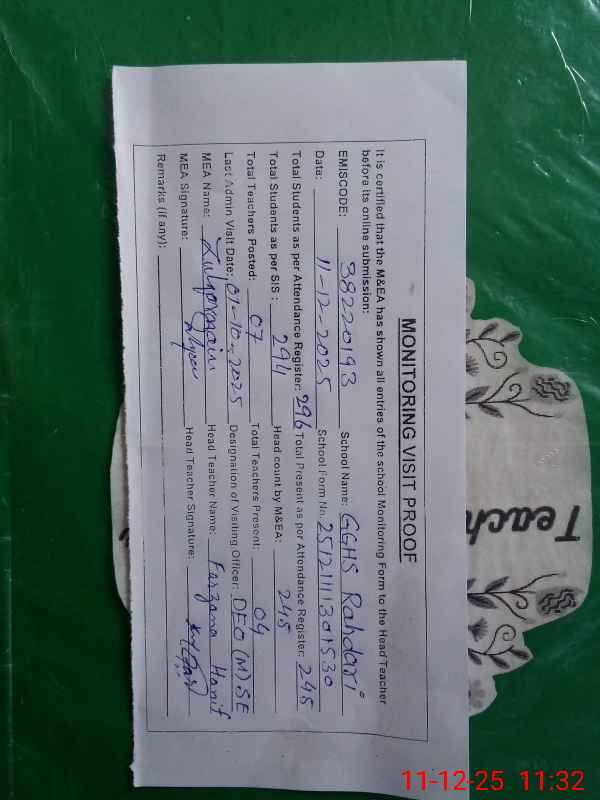 MONITORING VISIT PROOF
It is certified that the M&EA has shown all entries of the school Monitoring Form to the Head Teacher
before its online submission:
EMISCODE: 38220193 School Name: GGHS Rahdari
Date: 11-12-2025 School Form No. 2512111301530
Total Students as per Attendance Register: 296 Total Present as per Attendance Register: 245
Total Students as per SIS: 294 Head count by M&EA: 245
Total Teachers Posted: 07 Total Teachers Present: 04
Last Admin Visit Date: 01-10-2025 Designation of Visiting Officer: DEO (M) SE
MEA Name: Head Teacher Name: Farzana Hanif
MEA Signature: Head Teacher Signature:
Remarks (if any):
Teach
11-12-25 11:32